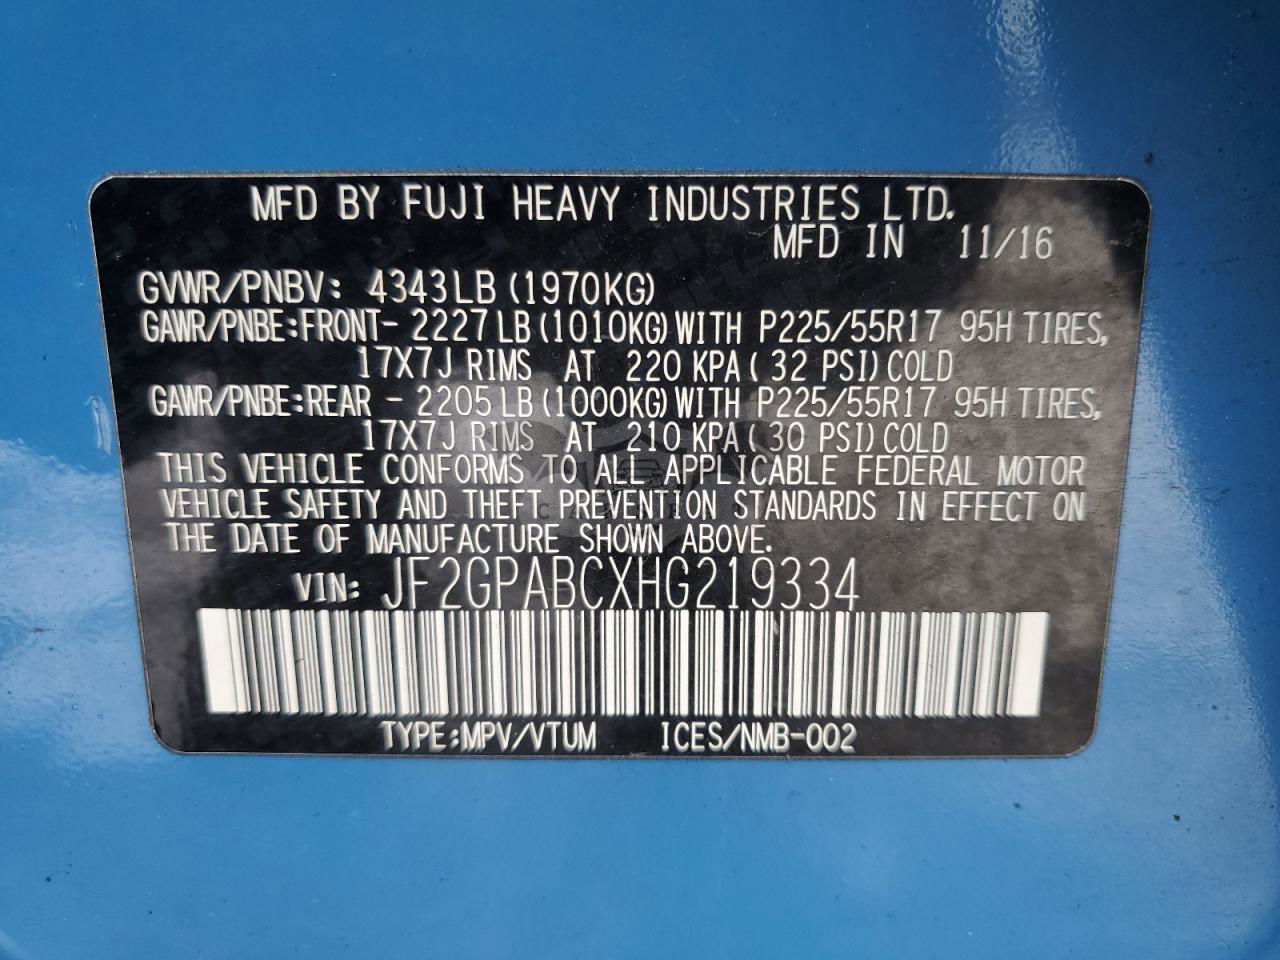 MFD BY FUJI HEAVY INDUSTRIES LTD.
MFD IN 11/16
GVWR/PNBV: 4343LB (1970KG)
GAWR/PNBE:FRONT- 2227LB(1010KG)WITH P225/55R17 95H TIRES,
17X7J RIMS AT 220 KPA(32 PSI)COLD
GAWR/PNBE:REAR - 2205LB(1000KG)WITH P225/55R17 95H TIRES,
17X7J RIMS AT 210 KPA(30 PSI)COLD
THIS VEHICLE CONFORMS TO ALL APPLICABLE FEDERAL MOTOR
VEHICLE SAFETY AND THEFT PREVENTION STANDARDS IN EFFECT ON
THE DATE OF MANUFACTURE SHOWN ABOVE.
VIN: JF2GPABCXHG219334
TYPE:MPV/VTUM ICES/NMB-002